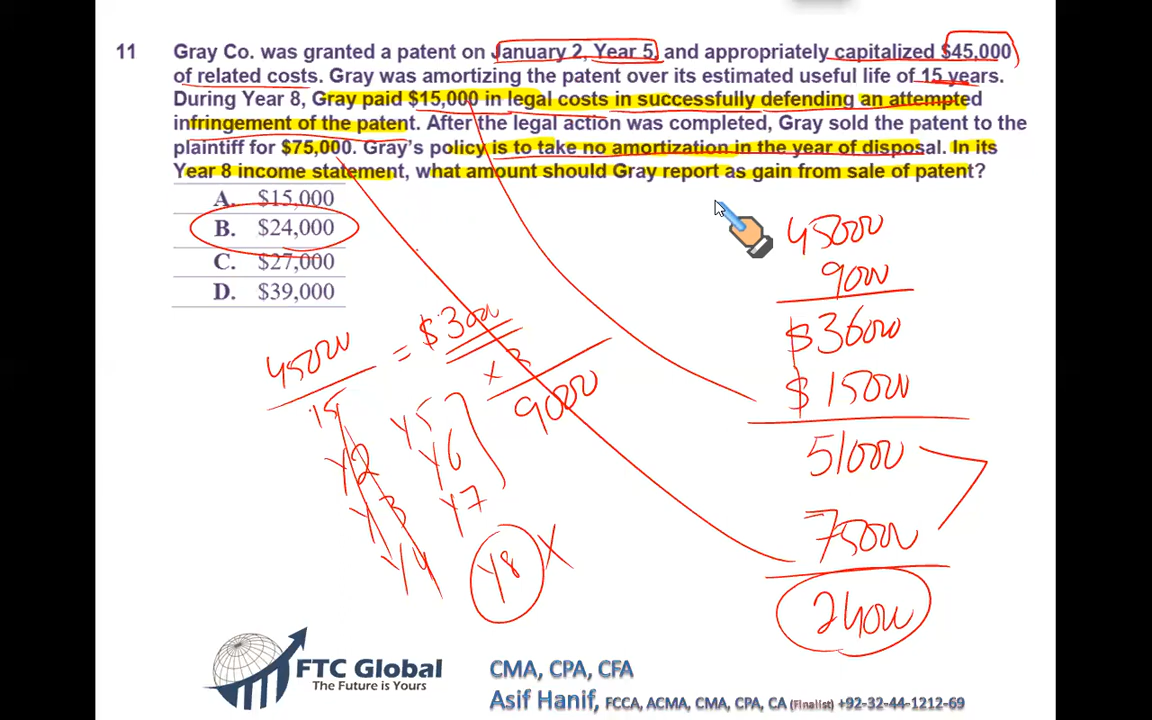 11 Gray Co. was granted a patent on January 2, Year 5, and appropriately capitalized $45,000
of related costs. Gray was amortizing the patent over its estimated useful life of 15 years.
During Year 8, Gray paid $15,000 in legal costs in successfully defending an attempted
infringement of the patent. After the legal action was completed, Gray sold the patent to the
plaintiff for $75,000. Gray's policy is to take no amortization in the year of disposal. In its
Year 8 income statement, what amount should Gray report as gain from sale of patent?
A. $15,000
B. $24,000
C. $27,000
D. $39,000
45000
15
= $3000
x 3
9000
Y2
Y3
Y4
Y5
Y6
Y7
Y8 X
45000
9000
$36000
$15000
51000
75000
24000
FTC Global
The Future is Yours
CMA, CPA, CFA
Asif Hanif, FCCA, ACMA, CMA, CPA, CA (Finalist) +92-32-44-1212-69